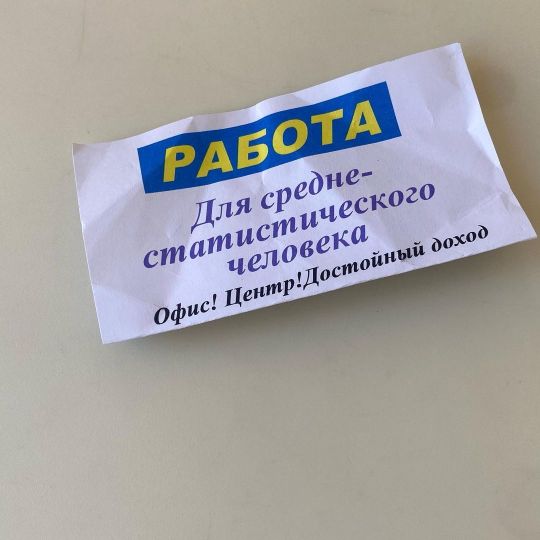 РАБОТА
Для средне-
статистического
человека
Офис! Центр!Достойный доход